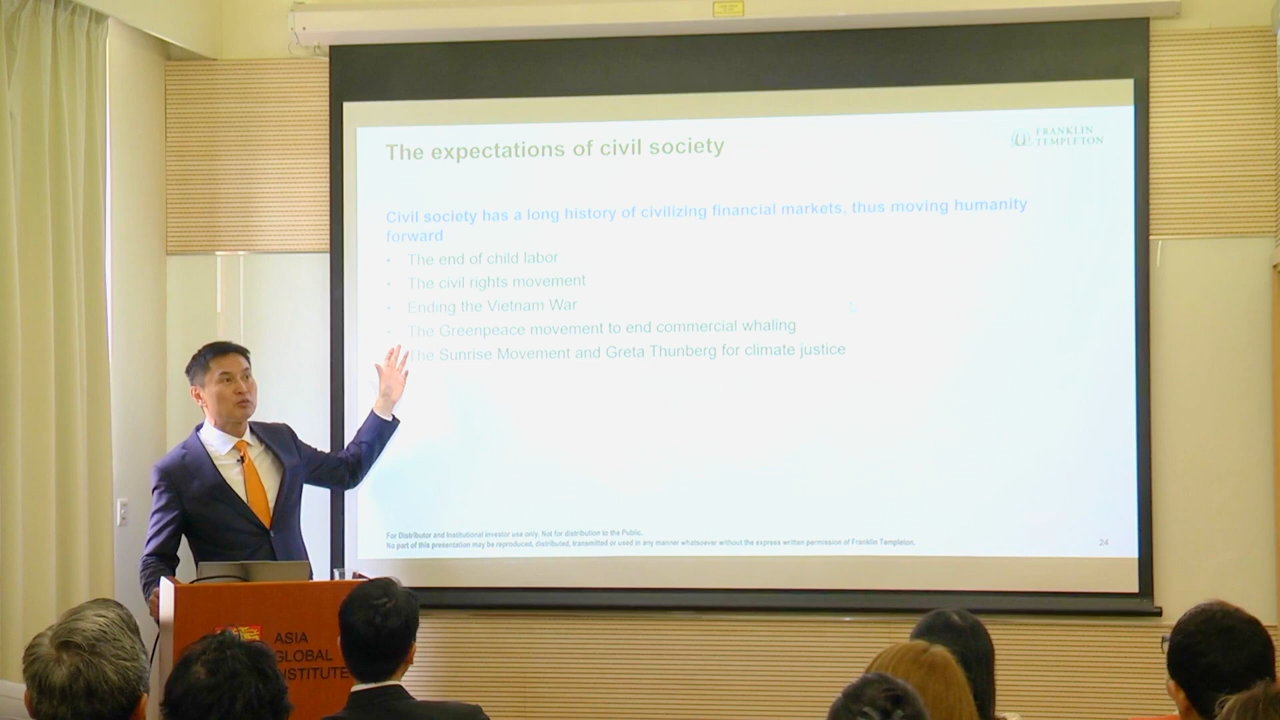 The expectations of civil society
FRANKLIN
TEMPLETON
Civil society has a long history of civilizing financial markets, thus moving humanity
forward
• The end of child labor
• The civil rights movement
• Ending the Vietnam War
• The Greenpeace movement to end commercial whaling
The Sunrise Movement and Greta Thunberg for climate justice
For Distributor and Institutional Investor use only. Not for distribution to the Public.
No part of this presentation may be reproduced, distributed, transmitted or used in any manner whatsoever without the express written permission of Franklin Templeton.
24
ASIA
GLOBAL
INSTITUTE